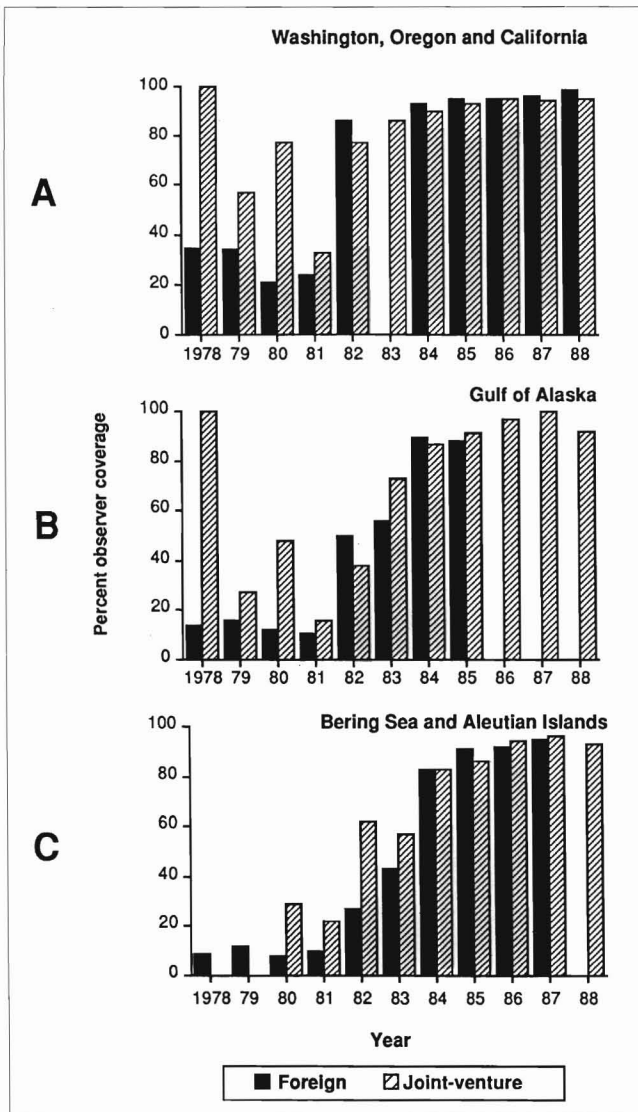 Washington, Oregon and California
A
100
80
60
40
20
0
1978 79 80 81 82 83 84 85 86 87 88
Gulf of Alaska
B
Percent observer coverage
100
80
60
40
20
0
1978 79 80 81 82 83 84 85 86 87 88
Bering Sea and Aleutian Islands
C
100
80
60
40
20
0
1978 79 80 81 82 83 84 85 86 87 88
Year
Foreign Joint-venture